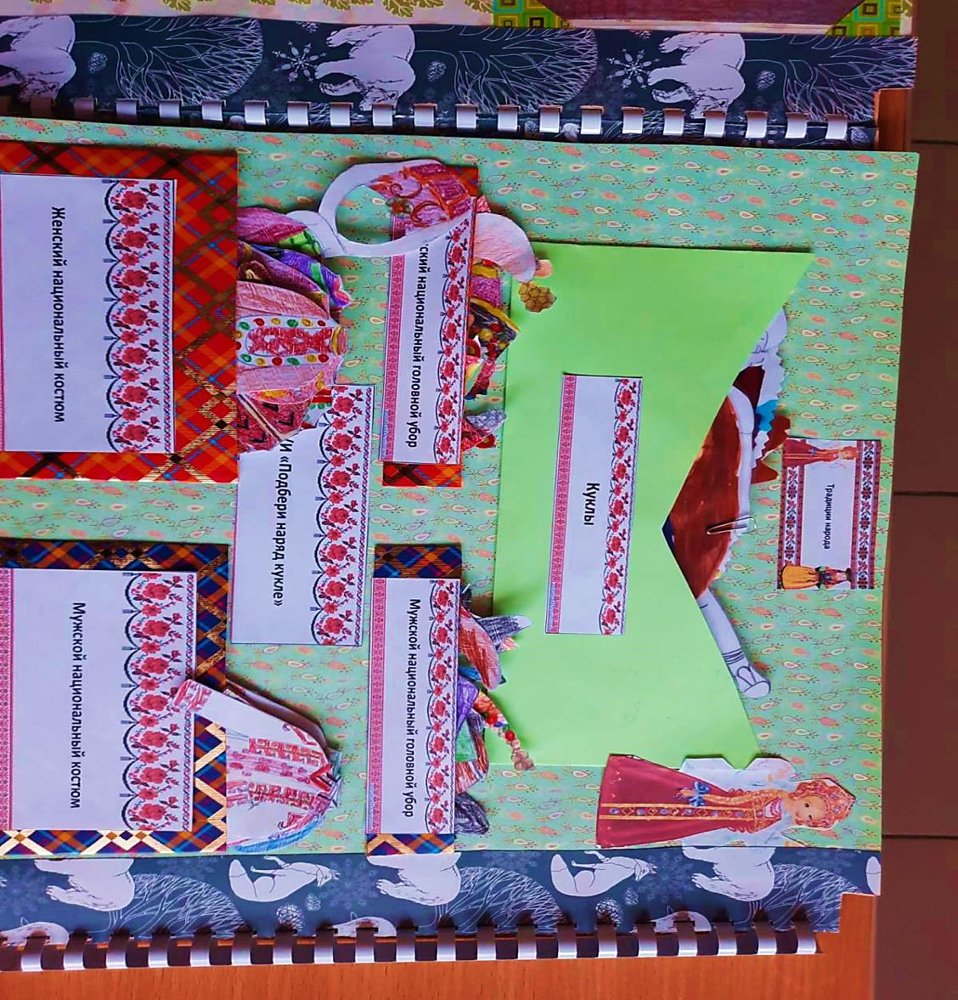 Традиции народа
Куклы
ский национальный головной убор
Мужской национальный головной убор
И «Подбери наряд кукле»
Женский национальный костюм
Мужской национальный костюм